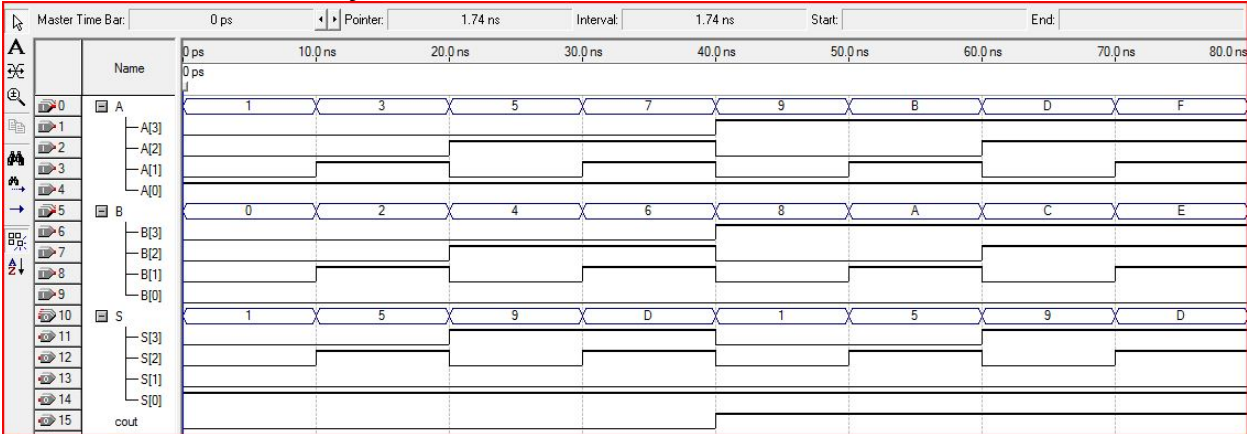 Master Time Bar: 0 ps Pointer: 1.74 ns Interval: 1.74 ns Start: End:
A
Name
0 ps 10.0 ns 20.0 ns 30.0 ns 40.0 ns 50.0 ns 60.0 ns 70.0 ns 80.0 ns
0 ps
0 A 1 3 5 7 9 B D F
1 A[3]
2 A[2]
3 A[1]
4 A[0]
5 B 0 2 4 6 8 A C E
6 B[3]
7 B[2]
8 B[1]
9 B[0]
10 S 1 5 9 D 1 5 9 D
11 S[3]
12 S[2]
13 S[1]
14 S[0]
15 cout